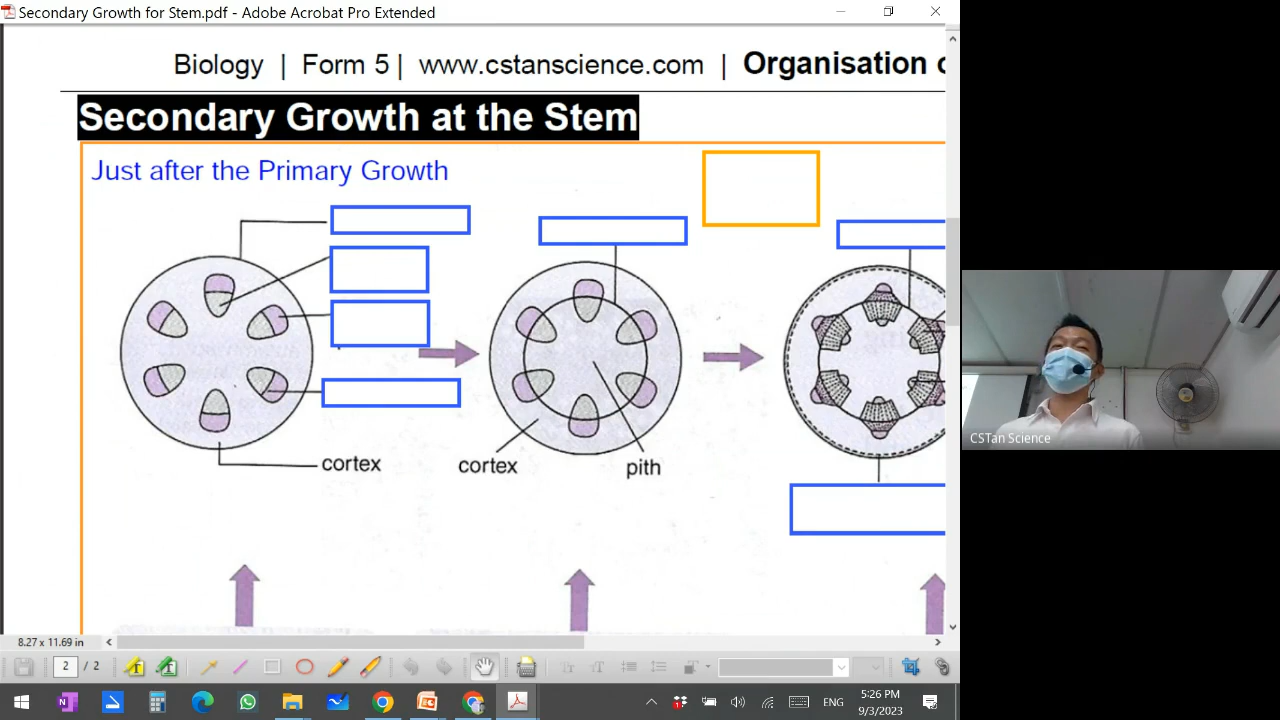 Secondary Growth for Stem.pdf - Adobe Acrobat Pro Extended
Biology | Form 5 | www.cstanscience.com | Organisation o
Secondary Growth at the Stem
Just after the Primary Growth
cortex
cortex
pith
CSTan Science
8.27 x 11.69 in
2 / 2
ENG
5:26 PM
9/3/2023